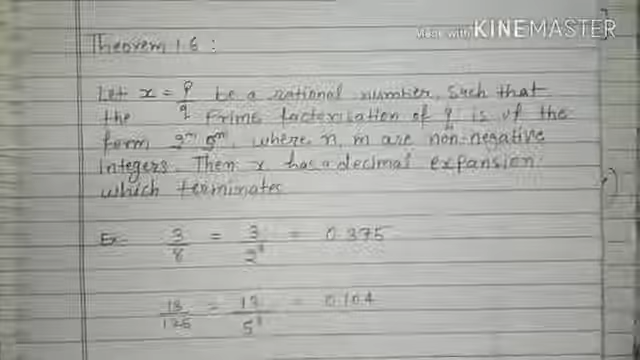 Made with KINEMASTER
Theorem 1.6 :
Let x = p/q be a rational number, such that
the prime factorisation of q is of the
form 2ⁿ 5ᵐ, where n, m are non-negative
integers. Then x has a decimal expansion
which terminates
Ex- 3/8 = 3/2³ = 0.375
13/125 = 13/5³ = 0.104